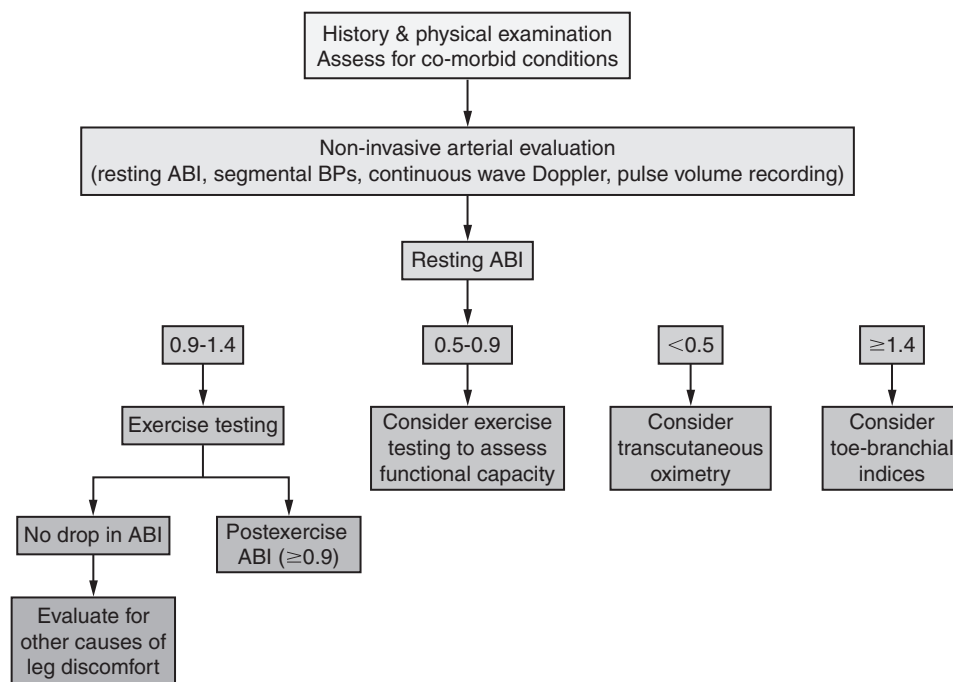 History & physical examination
Assess for co-morbid conditions
Non-invasive arterial evaluation
(resting ABI, segmental BPs, continuous wave Doppler, pulse volume recording)
Resting ABI
0.9-1.4
0.5-0.9
<0.5
≥1.4
Exercise testing
Consider exercise
testing to assess
functional capacity
Consider
transcutaneous
oximetry
Consider
toe-branchial
indices
No drop in ABI
Postexercise
ABI (≥0.9)
Evaluate for
other causes of
leg discomfort